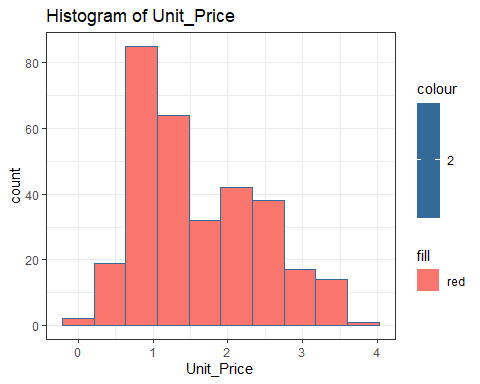 Histogram of Unit_Price
count
80
60
40
20
0
0 1 2 3 4
Unit_Price
colour
2
fill
red